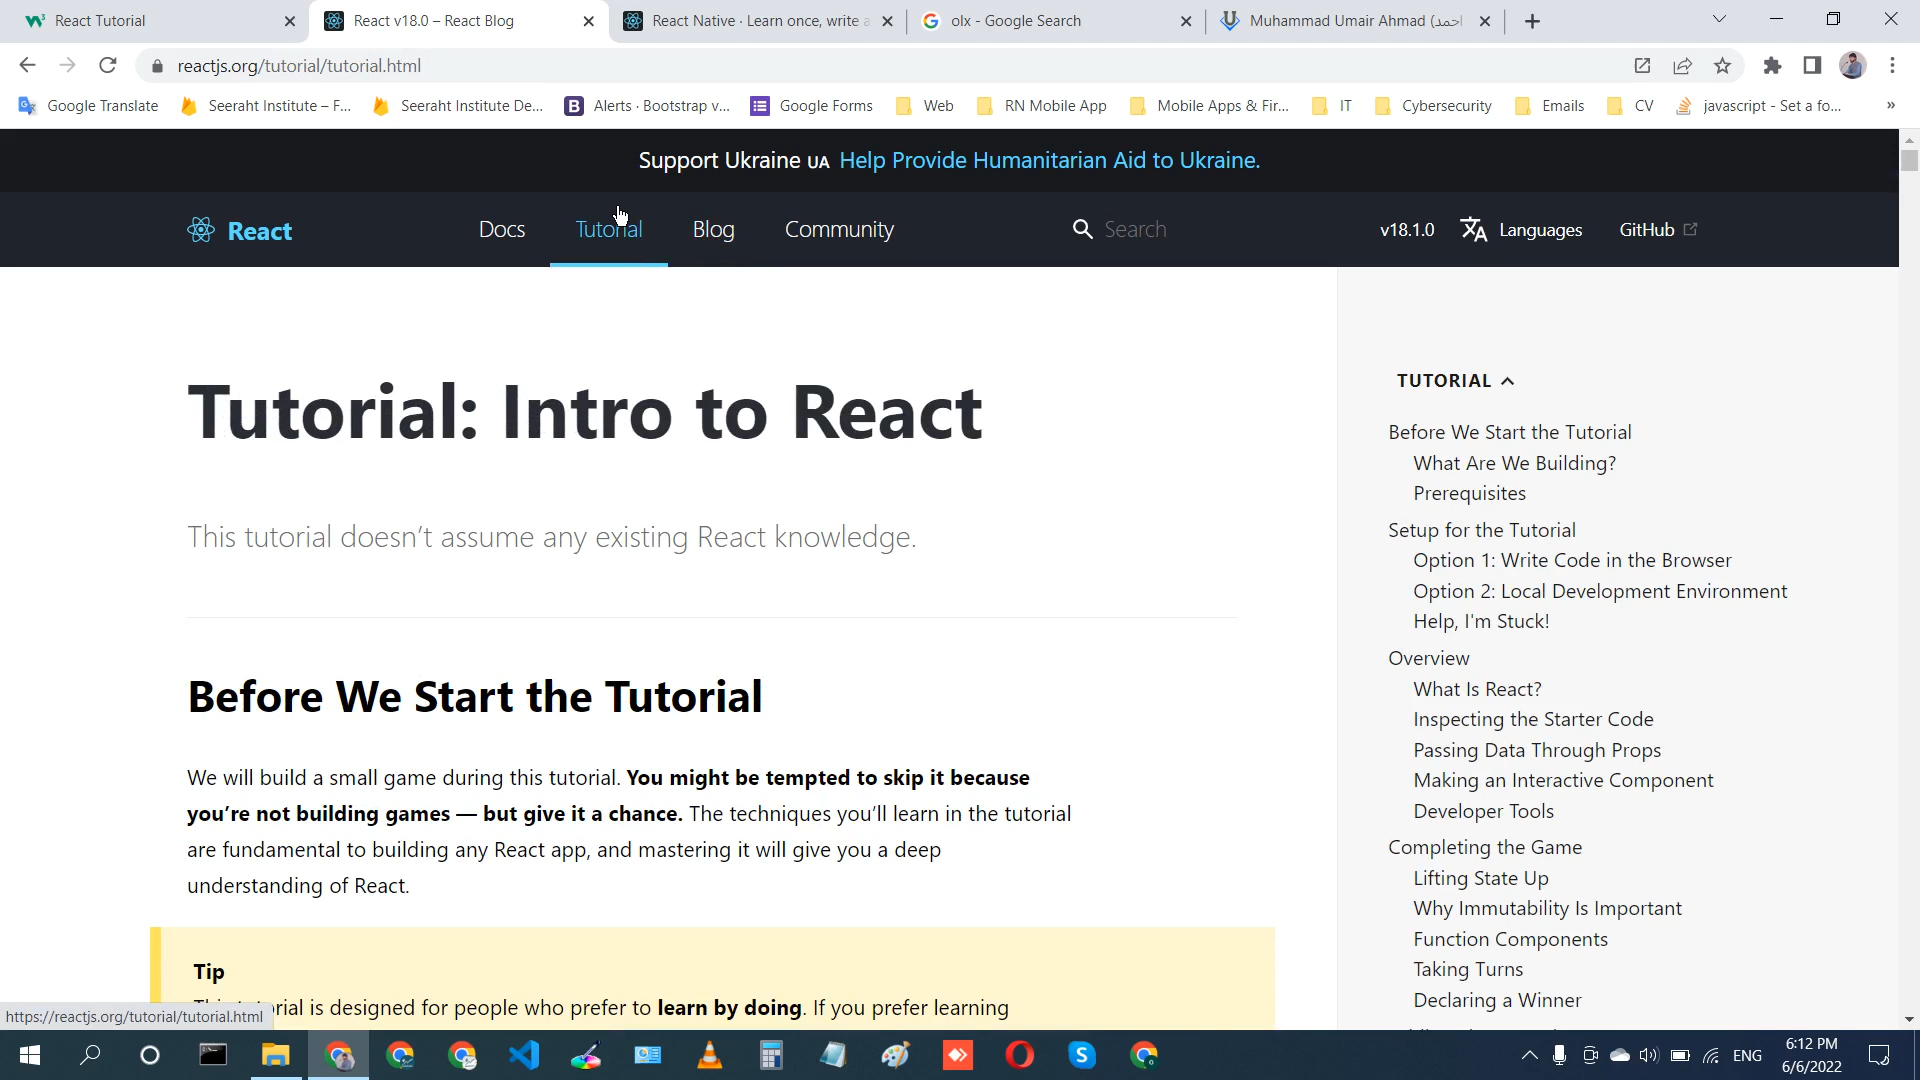 React Tutorial
React v18.0 – React Blog
React Native · Learn once, write a
olx - Google Search
Muhammad Umair Ahmad (احمد
reactjs.org/tutorial/tutorial.html
Google Translate
Seeraht Institute – F...
Seeraht Institute De...
Alerts · Bootstrap v...
Google Forms
Web
RN Mobile App
Mobile Apps & Fir...
IT
Cybersecurity
Emails
CV
javascript - Set a fo...
»
Support Ukraine UA Help Provide Humanitarian Aid to Ukraine.
React
Docs
Tutorial
Blog
Community
Search
v18.1.0
Languages
GitHub
Tutorial: Intro to React
This tutorial doesn't assume any existing React knowledge.
Before We Start the Tutorial
We will build a small game during this tutorial. You might be tempted to skip it because
you're not building games — but give it a chance. The techniques you'll learn in the tutorial
are fundamental to building any React app, and mastering it will give you a deep
understanding of React.
Tip
This tutorial is designed for people who prefer to learn by doing. If you prefer learning
TUTORIAL
Before We Start the Tutorial
What Are We Building?
Prerequisites
Setup for the Tutorial
Option 1: Write Code in the Browser
Option 2: Local Development Environment
Help, I'm Stuck!
Overview
What Is React?
Inspecting the Starter Code
Passing Data Through Props
Making an Interactive Component
Developer Tools
Completing the Game
Lifting State Up
Why Immutability Is Important
Function Components
Taking Turns
Declaring a Winner
https://reactjs.org/tutorial/tutorial.html
ENG
6:12 PM
6/6/2022